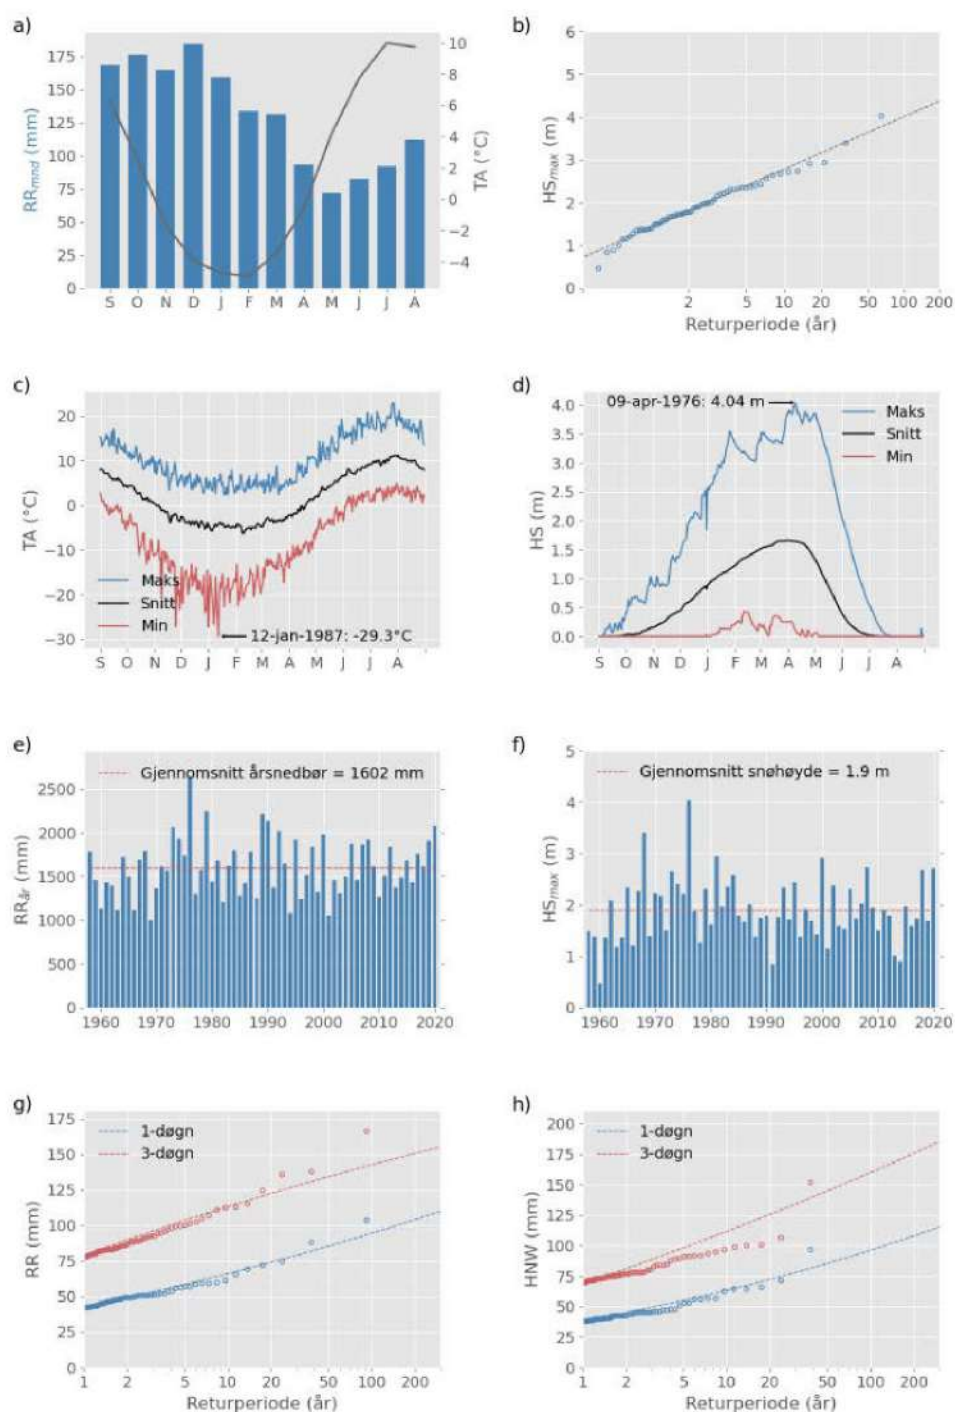 a)
RR_mnd (mm)
175
150
125
100
75
50
25
0
10
8
6
4
2
0
−2
−4
TA (°C)
S O N D J F M A M J J A
b)
HS_max (m)
6
5
4
3
2
1
0
2 5 10 20 50 100 200
Returperiode (år)
c)
TA (°C)
20
10
0
−10
−20
−30
Maks
Snitt
Min
12-jan-1987: -29.3°C
S O N D J F M A M J J A
d)
HS (m)
4.0
3.5
3.0
2.5
2.0
1.5
1.0
0.5
0.0
09-apr-1976: 4.04 m
Maks
Snitt
Min
S O N D J F M A M J J A
e)
RR_år (mm)
2500
2000
1500
1000
500
0
Gjennomsnitt årsnedbør = 1602 mm
1960 1970 1980 1990 2000 2010 2020
f)
HS_max (m)
5
4
3
2
1
0
Gjennomsnitt snøhøyde = 1.9 m
1960 1970 1980 1990 2000 2010 2020
g)
RR (mm)
175
150
125
100
75
50
25
0
1-døgn
3-døgn
1 2 5 10 20 50 100 200
Returperiode (år)
h)
HNW (mm)
200
175
150
125
100
75
50
25
0
1-døgn
3-døgn
1 2 5 10 20 50 100 200
Returperiode (år)